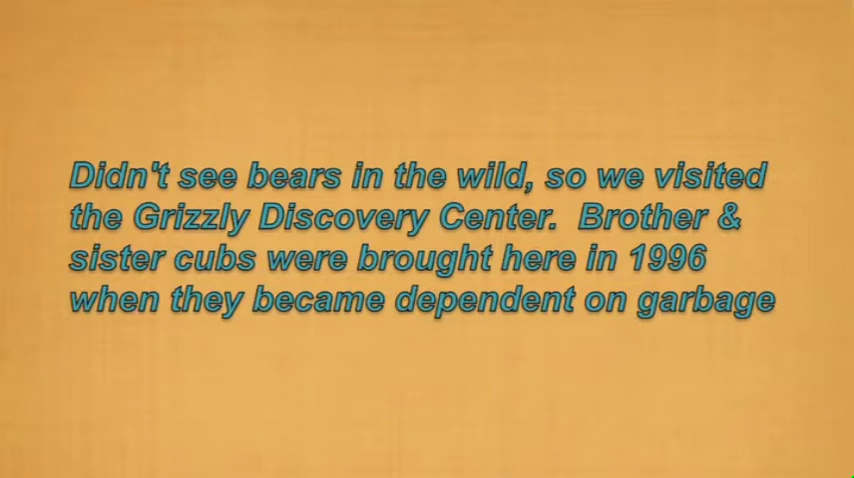 Didn't see bears in the wild, so we visited
the Grizzly Discovery Center.  Brother &
sister cubs were brought here in 1996
when they became dependent on garbage